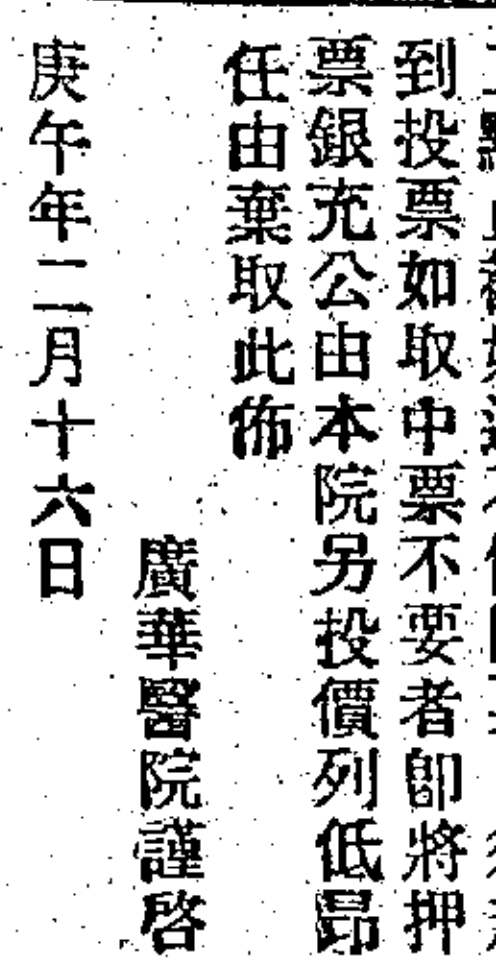 到投票如取中票不要者即將押
票銀充公由本院另投價列低昂
任由棄取此佈
廣華醫院謹啓
庚午年二月十六日